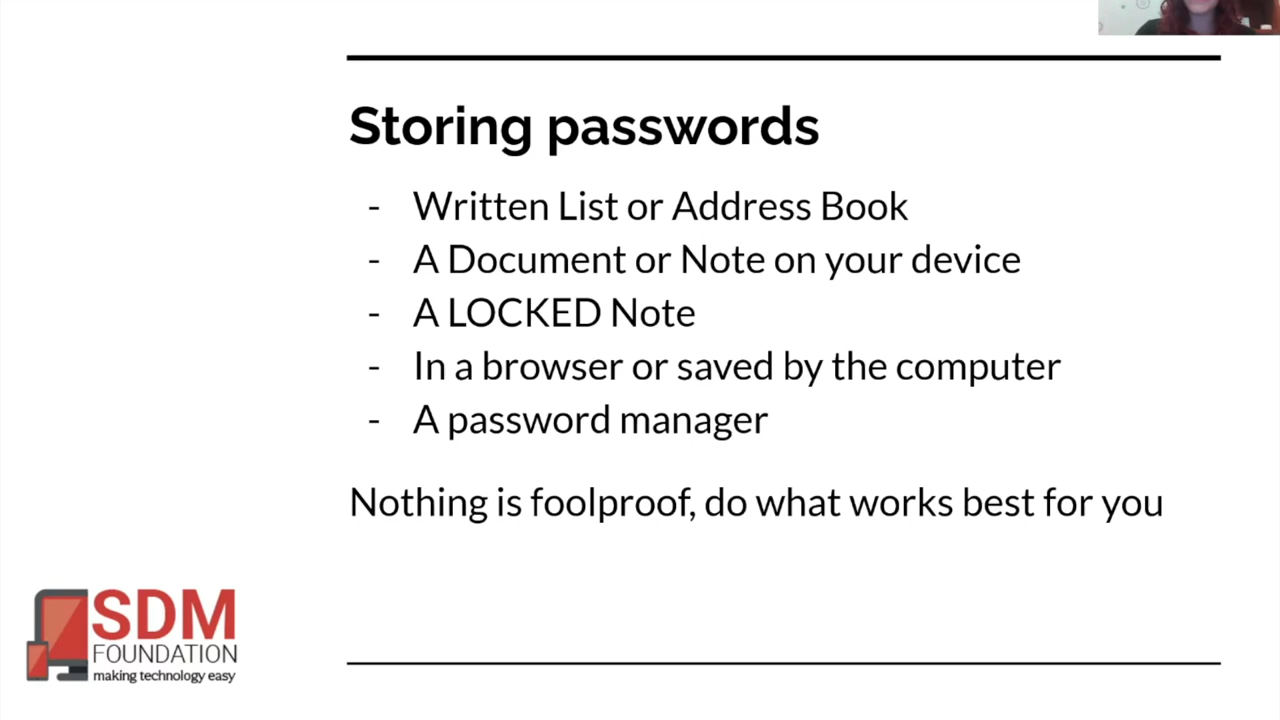 Storing passwords
- Written List or Address Book
- A Document or Note on your device
- A LOCKED Note
- In a browser or saved by the computer
- A password manager
Nothing is foolproof, do what works best for you
SDM
FOUNDATION
making technology easy